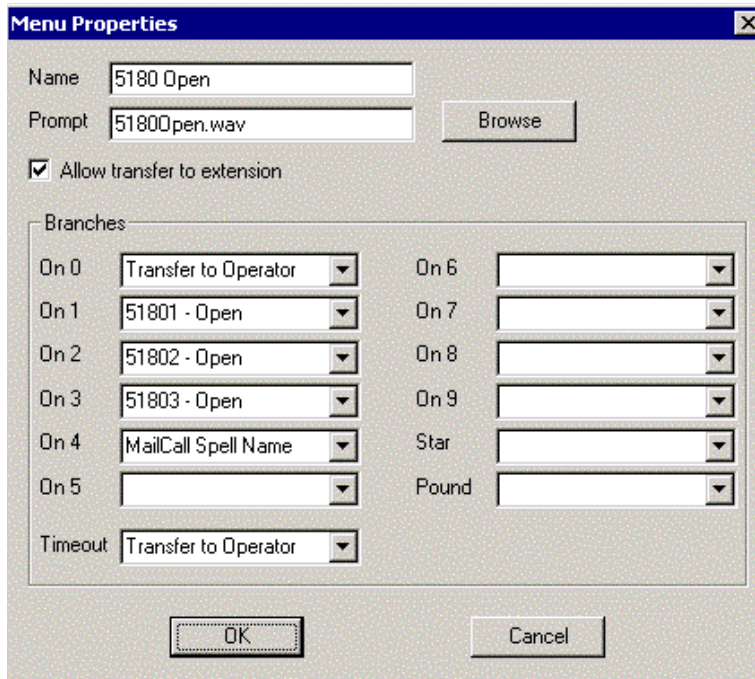 Menu Properties
Name 5180 Open
Prompt 5180Open.wav Browse
Allow transfer to extension
Branches
On 0 Transfer to Operator On 6
On 1 51801 - Open On 7
On 2 51802 - Open On 8
On 3 51803 - Open On 9
On 4 MailCall Spell Name Star
On 5 Pound
Timeout Transfer to Operator
OK Cancel